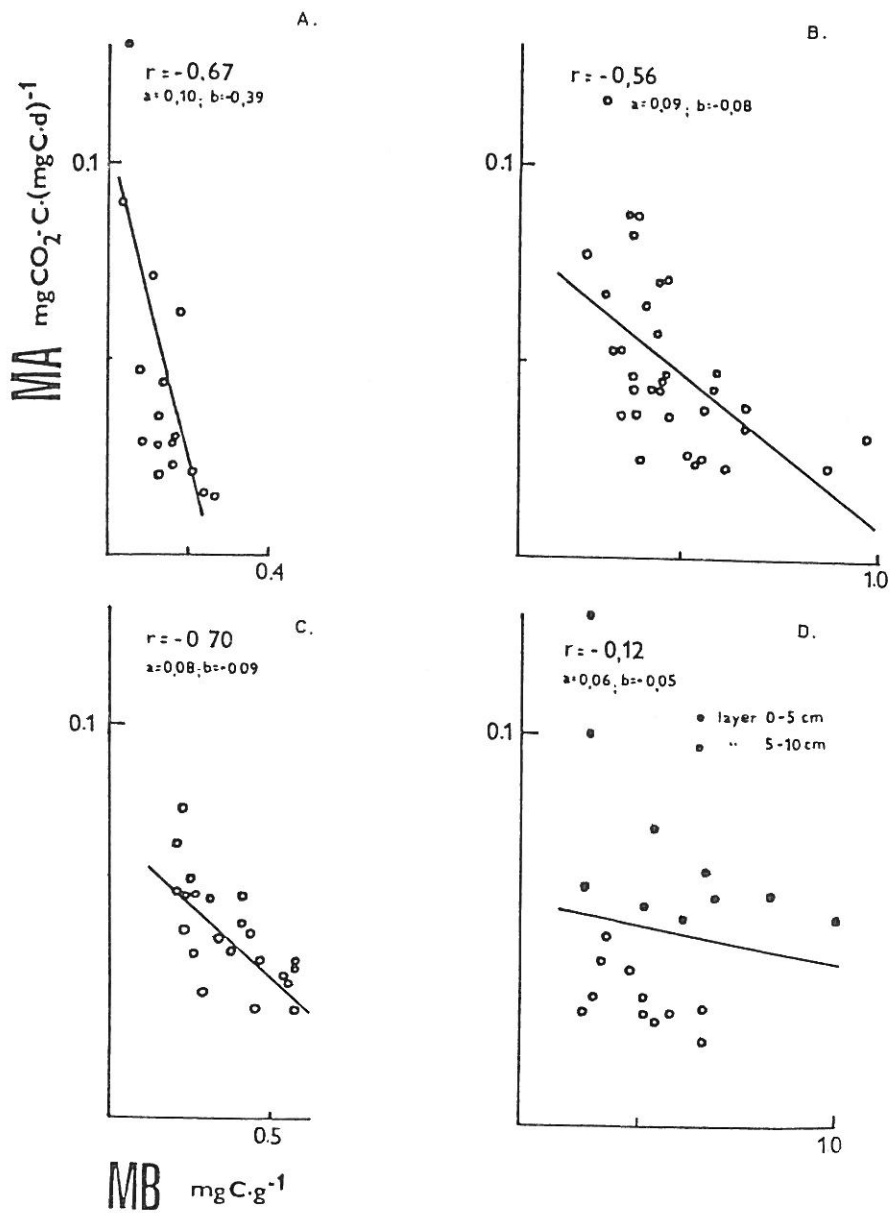 A.
r = -0,67
a=0,10; b=-0,39
0.1
0.4
MA mgCO2-C·(mgC·d)-1
B.
r = -0,56
a=0,09; b=-0,08
0.1
1.0
C.
r = -0 70
a=0,08; b=-0 09
0.1
0.5
D.
r = -0,12
a=0,06; b=-0,05
layer 0-5 cm
" 5-10 cm
0.1
10
MB mgC·g-1